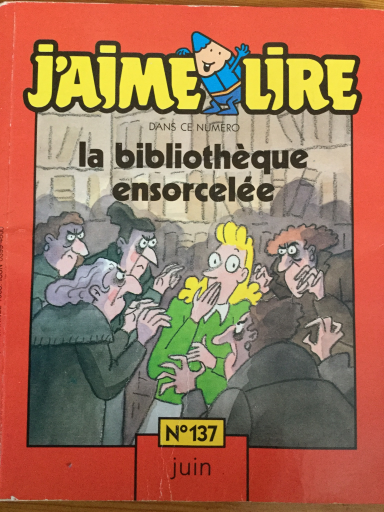 J'AIME LIRE
DANS CE NUMÉRO
la bibliothèque
ensorcelée
N° 137
juin